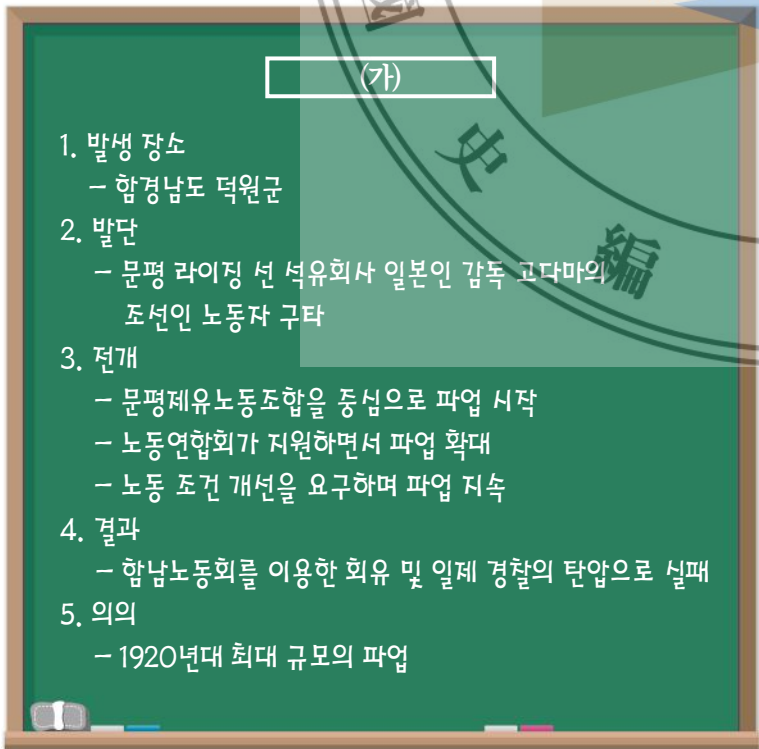 (가)
1. 발생 장소
– 함경남도 덕원군
2. 발단
– 문평 라이징 선 석유회사 일본인 감독 고다마의
조선인 노동자 구타
3. 전개
– 문평제유노동조합을 중심으로 파업 시작
– 노동연합회가 지원하면서 파업 확대
– 노동 조건 개선을 요구하며 파업 지속
4. 결과
– 함남노동회를 이용한 회유 및 일제 경찰의 탄압으로 실패
5. 의의
– 1920년대 최대 규모의 파업
史
編